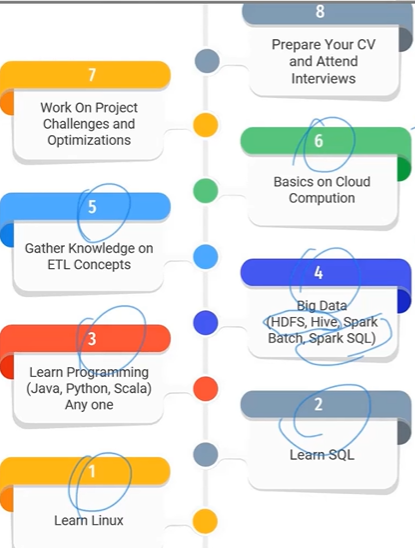 8
Prepare Your CV
and Attend
Interviews
7
Work On Project
Challenges and
Optimizations
6
Basics on Cloud
Compution
5
Gather Knowledge on
ETL Concepts
4
Big Data
(HDFS, Hive, Spark
Batch, Spark SQL)
3
Learn Programming
(Java, Python, Scala)
Any one
2
Learn SQL
1
Learn Linux